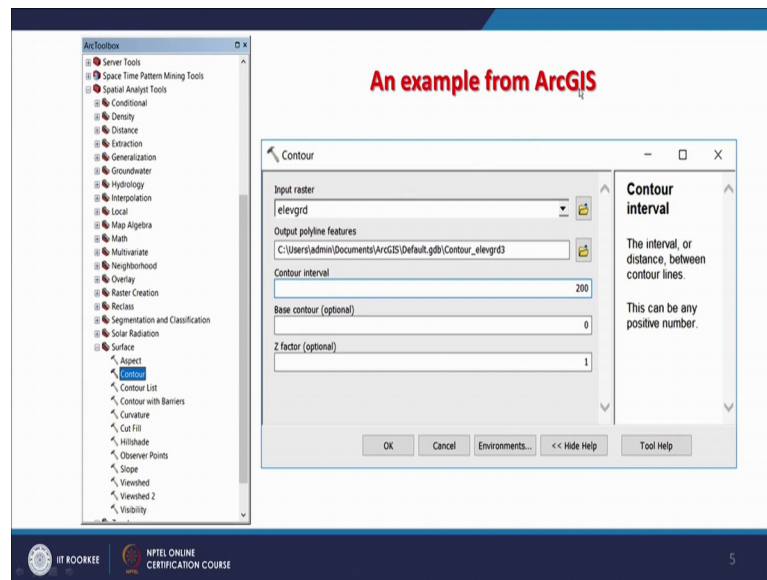 An example from ArcGIS
ArcToolbox
Server Tools
Space Time Pattern Mining Tools
Spatial Analyst Tools
Conditional
Density
Distance
Extraction
Generalization
Groundwater
Hydrology
Interpolation
Local
Map Algebra
Math
Multivariate
Neighborhood
Overlay
Raster Creation
Reclass
Segmentation and Classification
Solar Radiation
Surface
Aspect
Contour
Contour List
Contour with Barriers
Curvature
Cut Fill
Hillshade
Observer Points
Slope
Viewshed
Viewshed 2
Visibility
Contour
Input raster
elevgrd
Output polyline features
C:\Users\admin\Documents\ArcGIS\Default.gdb\Contour_elevgrd3
Contour interval
200
Base contour (optional)
0
Z factor (optional)
1
OK Cancel Environments... << Hide Help Tool Help
Contour
interval
The interval, or
distance, between
contour lines.
This can be any
positive number.
IIT ROORKEE
NPTEL ONLINE
CERTIFICATION COURSE
5